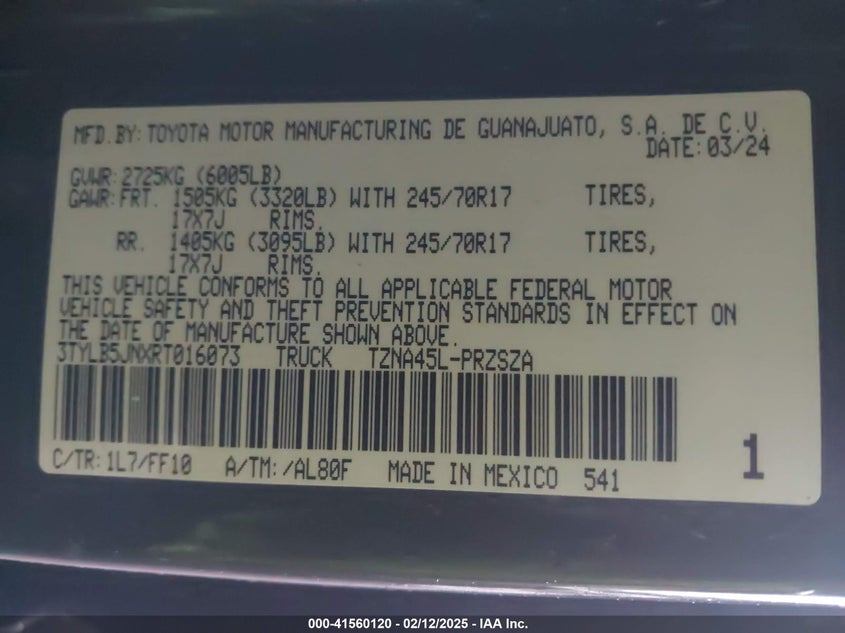 MFD.BY: TOYOTA MOTOR MANUFACTURING DE GUANAJUATO, S.A. DE C.V.
DATE: 03/24
GVWR: 2725KG (6005LB)
GAWR: FRT. 1505KG (3320LB) WITH 245/70R17 TIRES,
17X7J RIMS.
RR. 1405KG (3095LB) WITH 245/70R17 TIRES,
17X7J RIMS.
THIS VEHICLE CONFORMS TO ALL APPLICABLE FEDERAL MOTOR
VEHICLE SAFETY AND THEFT PREVENTION STANDARDS IN EFFECT ON
THE DATE OF MANUFACTURE SHOWN ABOVE.
3TYLB5JNXRT016073 TRUCK TZNA45L-PRZSZA
C/TR: 1L7/FF10 A/TM: /AL80F MADE IN MEXICO 541 1
000-41560120 - 02/12/2025 - IAA Inc.